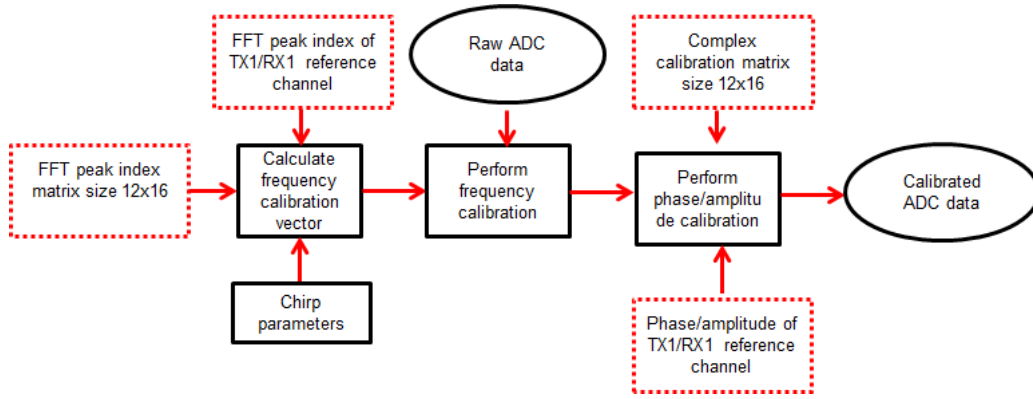 FFT peak index of
TX1/RX1 reference
channel
Raw ADC
data
Complex
calibration matrix
size 12x16
FFT peak index
matrix size 12x16
Calculate
frequency
calibration
vector
Perform
frequency
calibration
Perform
phase/amplitu
de calibration
Calibrated
ADC data
Chirp
parameters
Phase/amplitude of
TX1/RX1 reference
channel